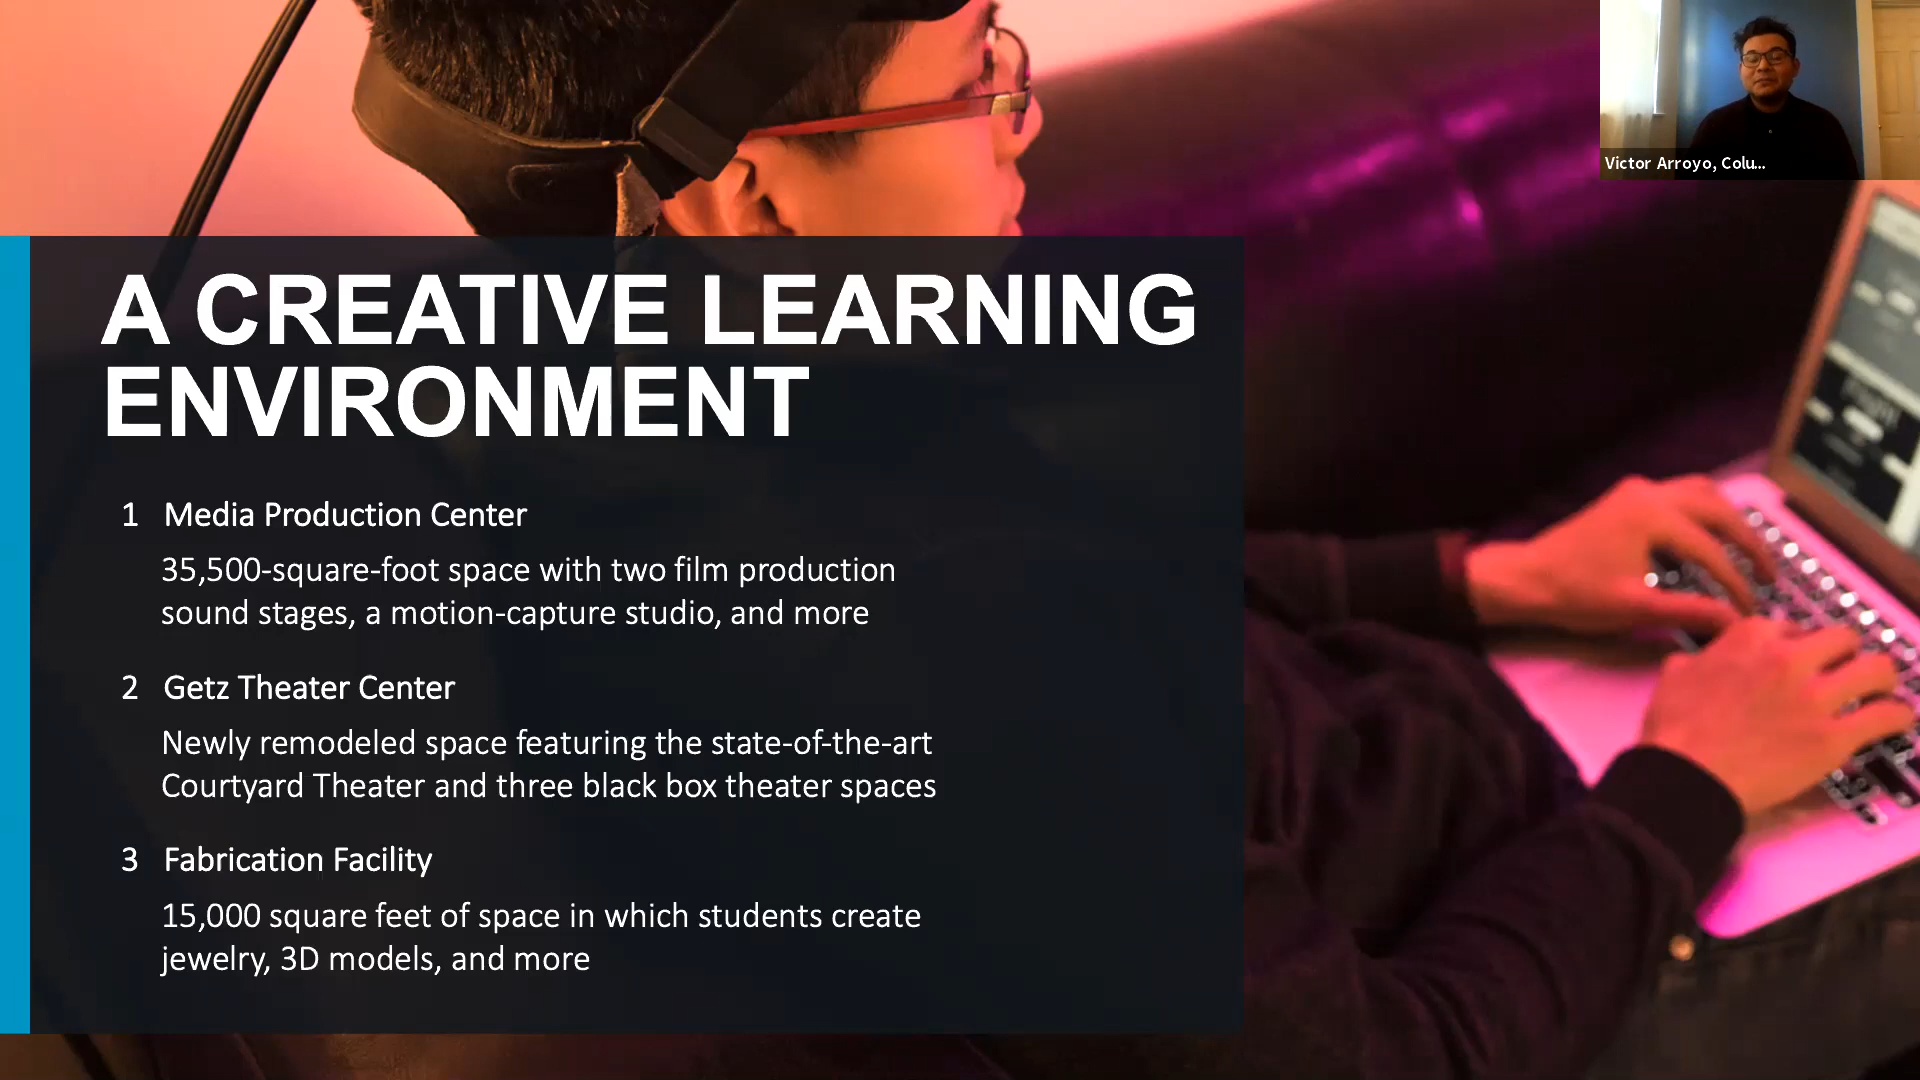 Victor Arroyo, Colu...
A CREATIVE LEARNING
ENVIRONMENT
1 Media Production Center
35,500-square-foot space with two film production
sound stages, a motion-capture studio, and more
2 Getz Theater Center
Newly remodeled space featuring the state-of-the-art
Courtyard Theater and three black box theater spaces
3 Fabrication Facility
15,000 square feet of space in which students create
jewelry, 3D models, and more